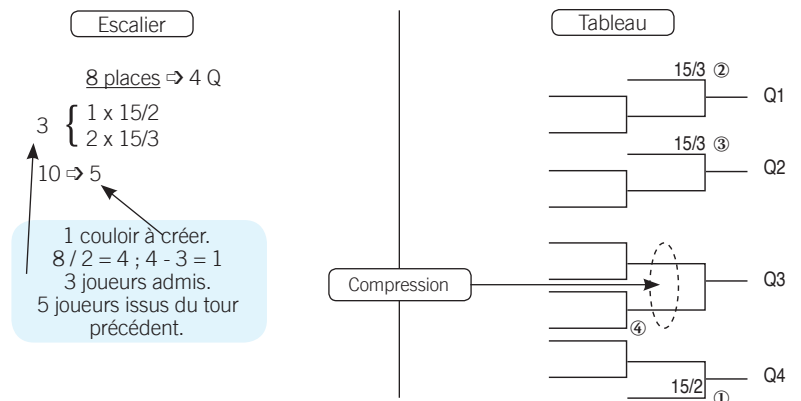 Escalier
8 places ➩ 4 Q
3 { 1 x 15/2
2 x 15/3
10 ➩ 5
1 couloir à créer.
8 / 2 = 4 ; 4 - 3 = 1
3 joueurs admis.
5 joueurs issus du tour
précédent.
Compression
Tableau
15/3 ②
Q1
15/3 ③
Q2
Q3
④
Q4
15/2 ①